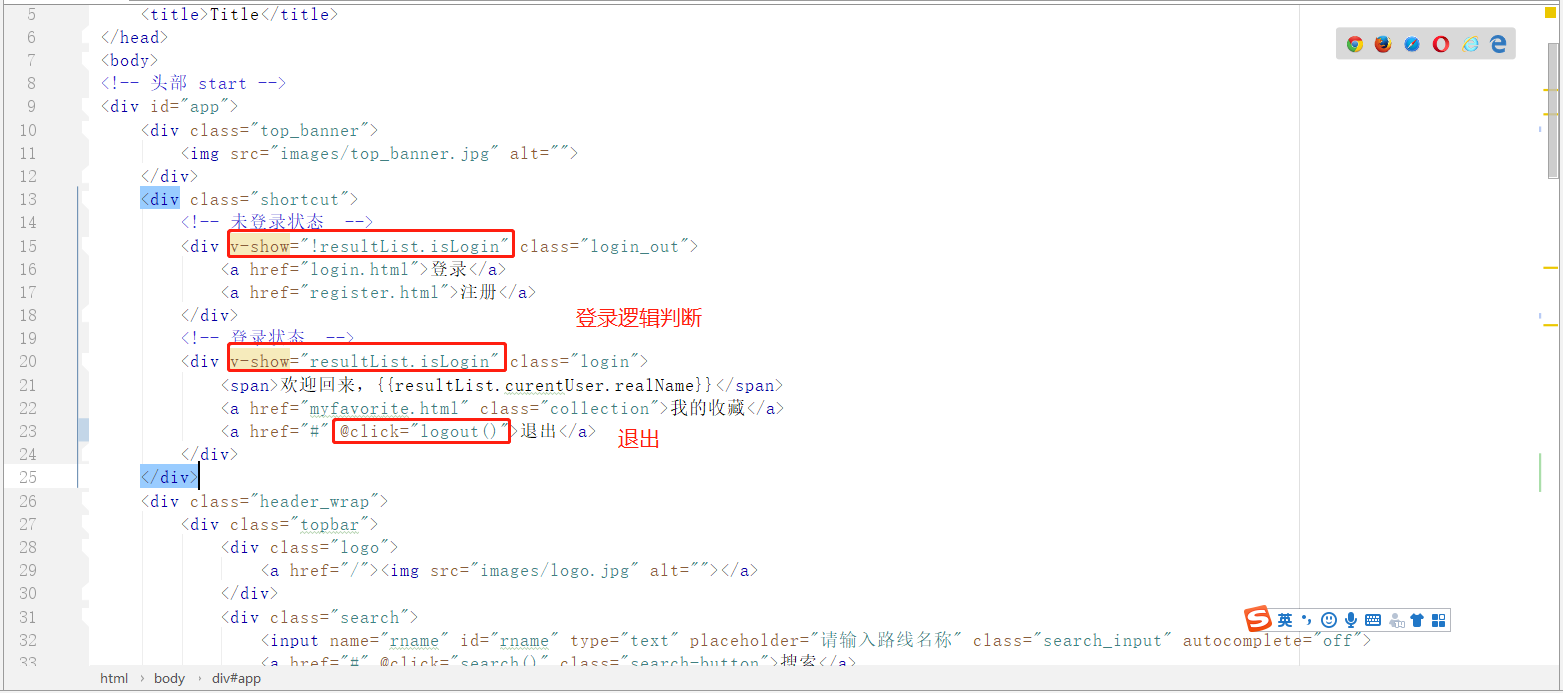 5 <title>Title</title>
6 </head>
7 <body>
8 <!-- 头部 start -->
9 <div id="app">
10 <div class="top_banner">
11 <img src="images/top_banner.jpg" alt="">
12 </div>
13 <div class="shortcut">
14 <!-- 未登录状态 -->
15 <div v-show="!resultList.isLogin" class="login_out">
16 <a href="login.html">登录</a>
17 <a href="register.html">注册</a>
18 </div>
登录逻辑判断
19 <!-- 登录状态 -->
20 <div v-show="resultList.isLogin" class="login">
21 <span>欢迎回来，{{resultList.curentUser.realName}}</span>
22 <a href="myfavorite.html" class="collection">我的收藏</a>
23 <a href="#" @click="logout()">退出</a>
退出
24 </div>
25 </div>
26 <div class="header_wrap">
27 <div class="topbar">
28 <div class="logo">
29 <a href="/"><img src="images/logo.jpg" alt=""></a>
30 </div>
31 <div class="search">
英
32 <input name="rname" id="rname" type="text" placeholder="请输入路线名称" class="search_input" autocomplete="off">
33 <a href="#" @click="search()" class="search-button">搜索</a>
html › body › div#app